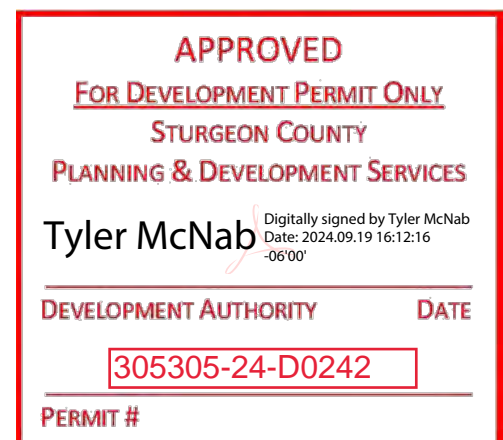 APPROVED
FOR DEVELOPMENT PERMIT ONLY
STURGEON COUNTY
PLANNING & DEVELOPMENT SERVICES
Tyler McNab
Digitally signed by Tyler McNab
Date: 2024.09.19 16:12:16
-06'00'
DEVELOPMENT AUTHORITY DATE
305305-24-D0242
PERMIT #